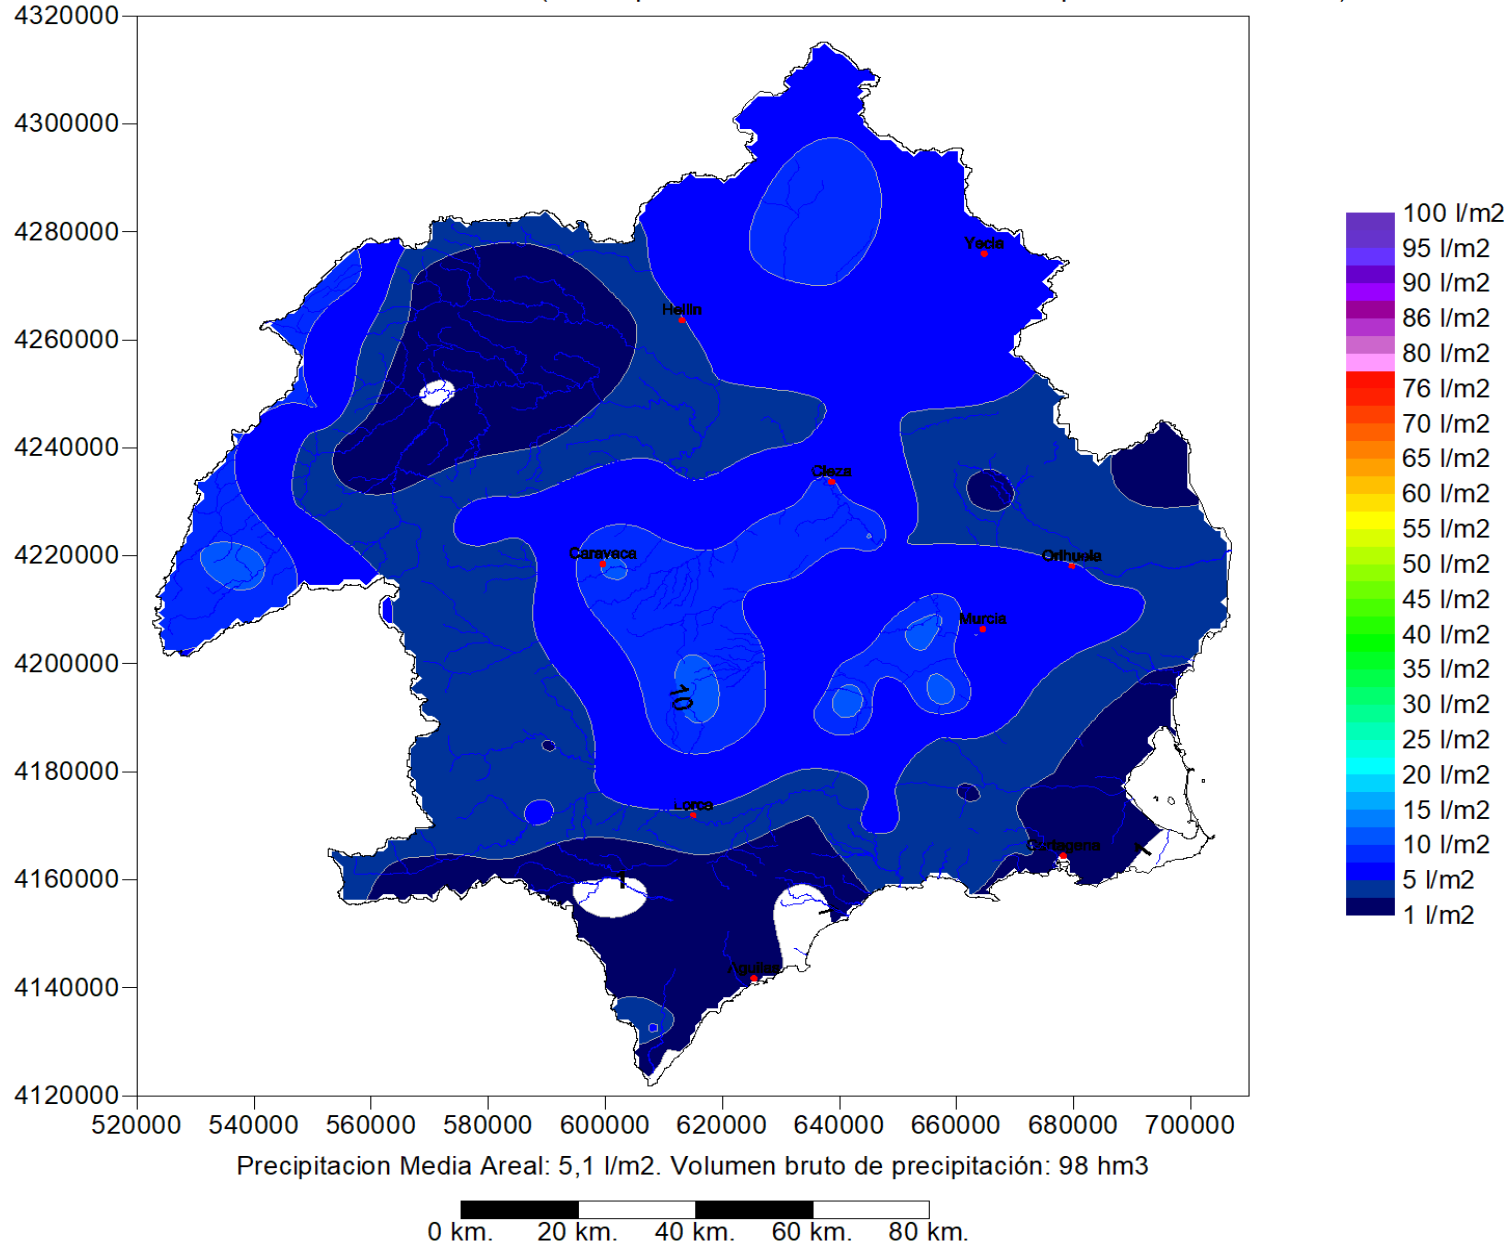 4320000
4300000
4280000
4260000
4240000
4220000
4200000
4180000
4160000
4140000
4120000
520000 540000 560000 580000 600000 620000 640000 660000 680000 700000
Yecla
Hellin
Cieza
Caravaca
Orihuela
Murcia
10
Lorca
Cartagena
1
1
1
Aguilas
100 l/m2
95 l/m2
90 l/m2
86 l/m2
80 l/m2
76 l/m2
70 l/m2
65 l/m2
60 l/m2
55 l/m2
50 l/m2
45 l/m2
40 l/m2
35 l/m2
30 l/m2
25 l/m2
20 l/m2
15 l/m2
10 l/m2
5 l/m2
1 l/m2
Precipitacion Media Areal: 5,1 l/m2. Volumen bruto de precipitación: 98 hm3
0 km. 20 km. 40 km. 60 km. 80 km.